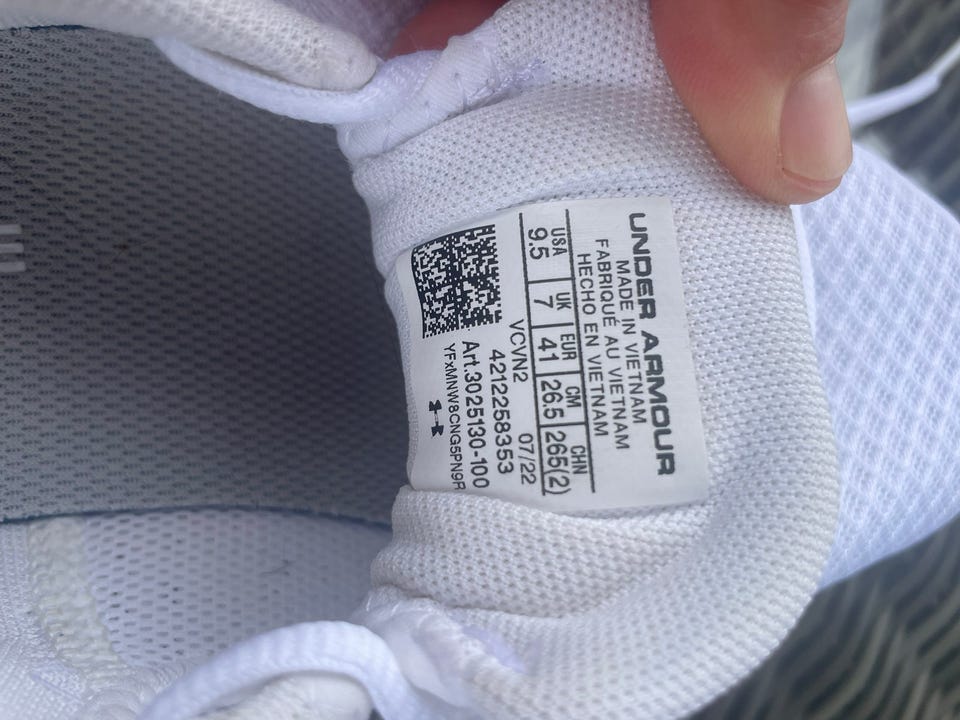 UNDER ARMOUR
MADE IN VIETNAM
FABRIQUÉ AU VIETNAM
HECHO EN VIETNAM
USA UK EUR CM CHN
9.5 7 41 26.5 265(2)
VCVN2 07/22
4212258353
Art.3025130-100
YFxMNW8CNG5PN9R